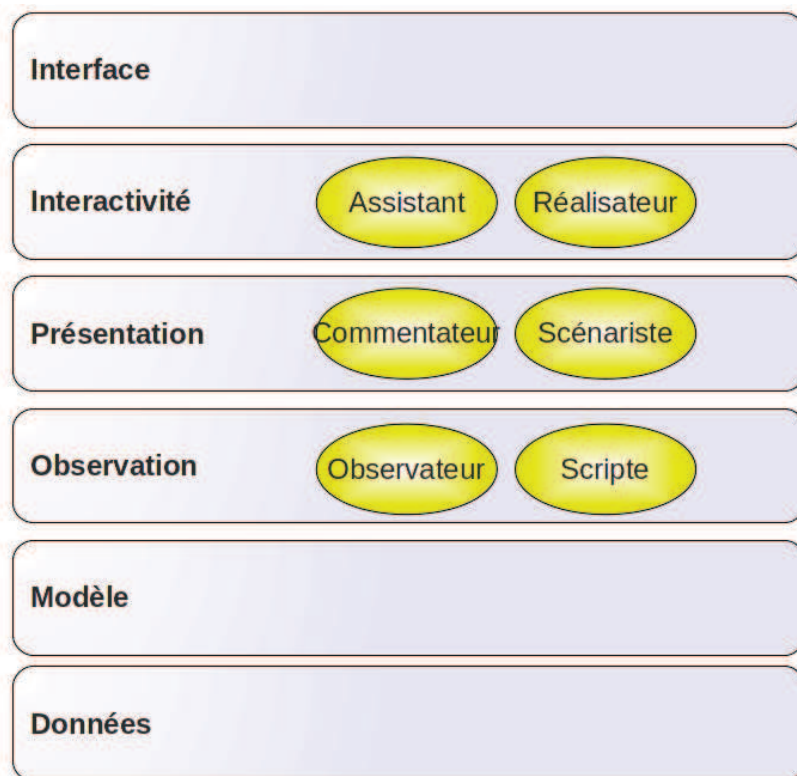 Interface
Interactivité Assistant Réalisateur
Présentation Commentateur Scénariste
Observation Observateur Scripte
Modèle
Données